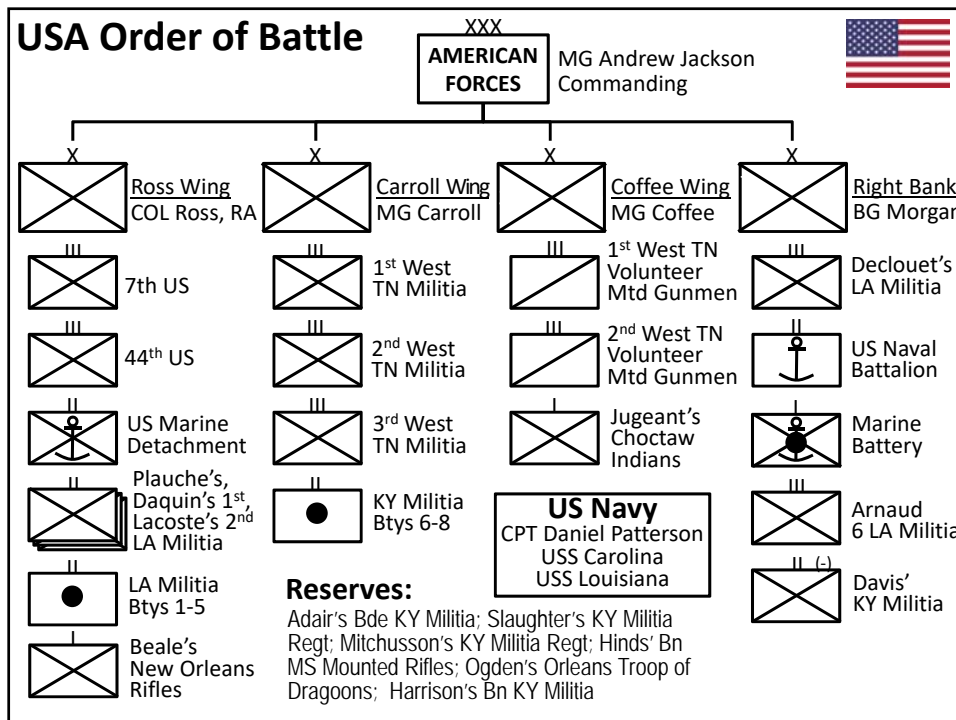 USA Order of Battle
XXX
AMERICAN
FORCES
MG Andrew Jackson
Commanding
X
Ross Wing
COL Ross, RA
III
7th US
III
44th US
II
US Marine
Detachment
II
Plauche's,
Daquin's 1st,
Lacoste's 2nd
LA Militia
II
LA Militia
Btys 1-5
I
Beale's
New Orleans
Rifles
X
Carroll Wing
MG Carroll
III
1st West
TN Militia
III
2nd West
TN Militia
III
3rd West
TN Militia
II
KY Militia
Btys 6-8
X
Coffee Wing
MG Coffee
III
1st West TN
Volunteer
Mtd Gunmen
III
2nd West TN
Volunteer
Mtd Gunmen
I
Jugeant's
Choctaw
Indians
US Navy
CPT Daniel Patterson
USS Carolina
USS Louisiana
X
Right Bank
BG Morgan
III
Declouet's
LA Militia
II
US Naval
Battalion
I
Marine
Battery
III
Arnaud
6 LA Militia
II (-)
Davis'
KY Militia
Reserves:
Adair's Bde KY Militia; Slaughter's KY Militia
Regt; Mitchusson's KY Militia Regt; Hinds' Bn
MS Mounted Rifles; Ogden's Orleans Troop of
Dragoons; Harrison's Bn KY Militia